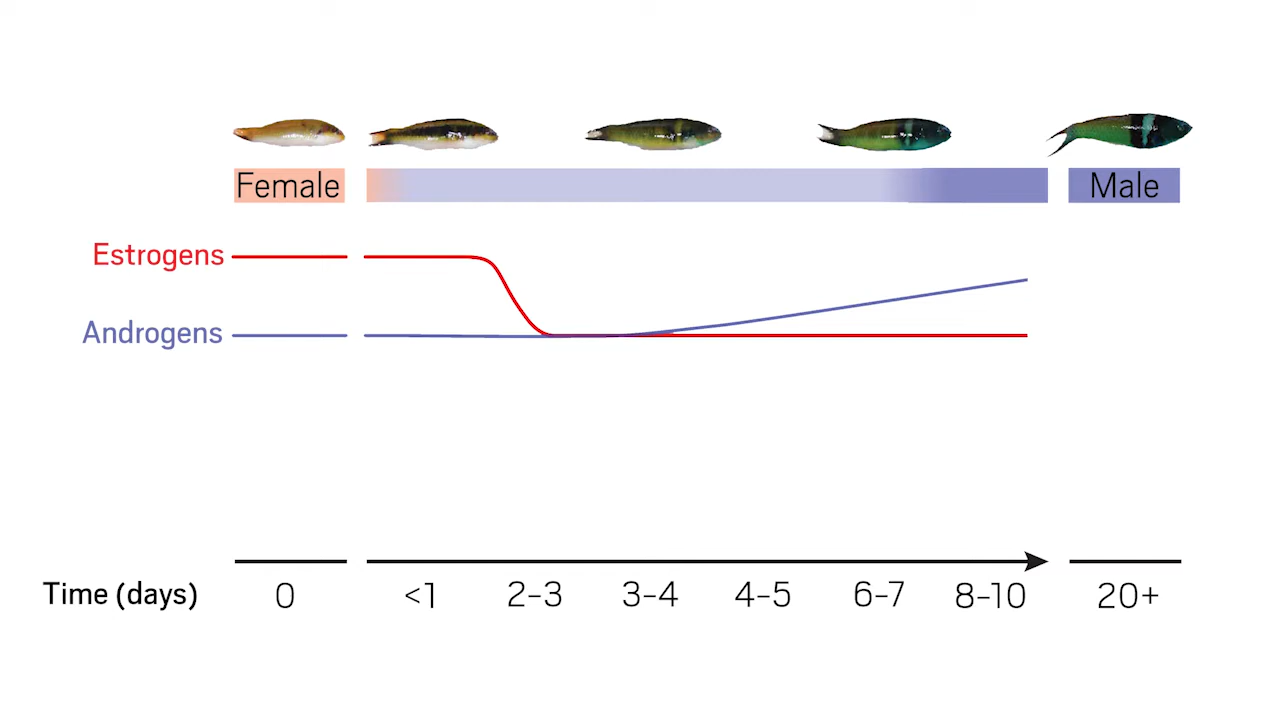 Female
Male
Estrogens
Androgens
Time (days)
0
<1
2–3
3–4
4–5
6–7
8–10
20+